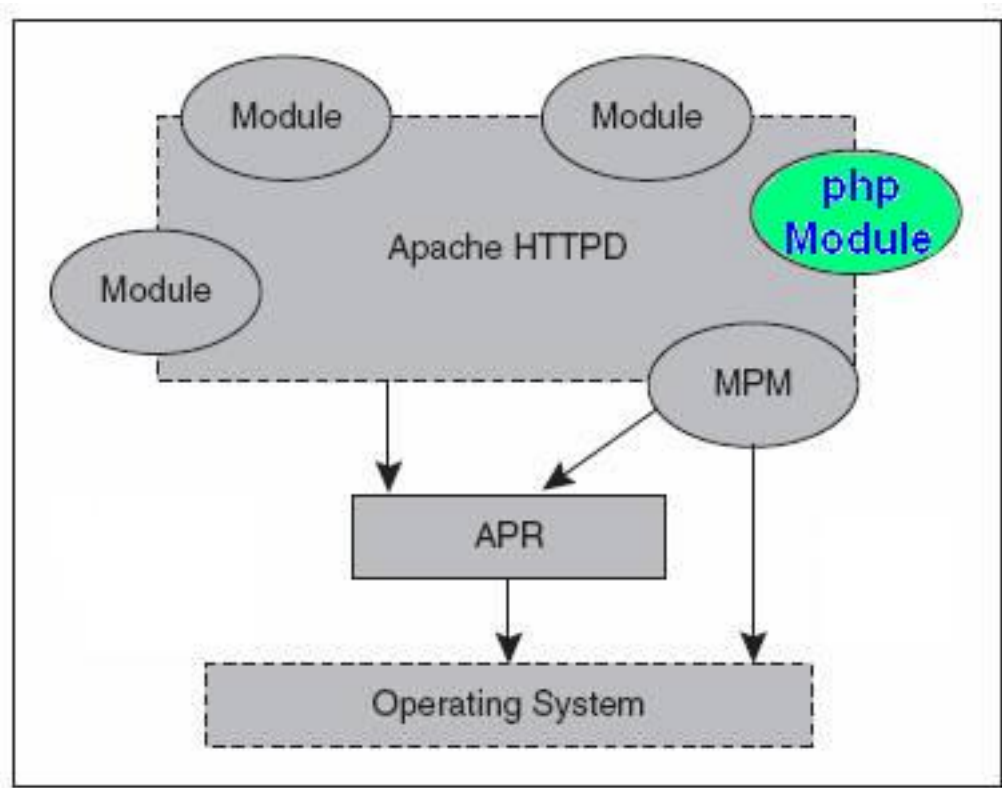 Module
Module
php
Module
Apache HTTPD
Module
MPM
APR
Operating System